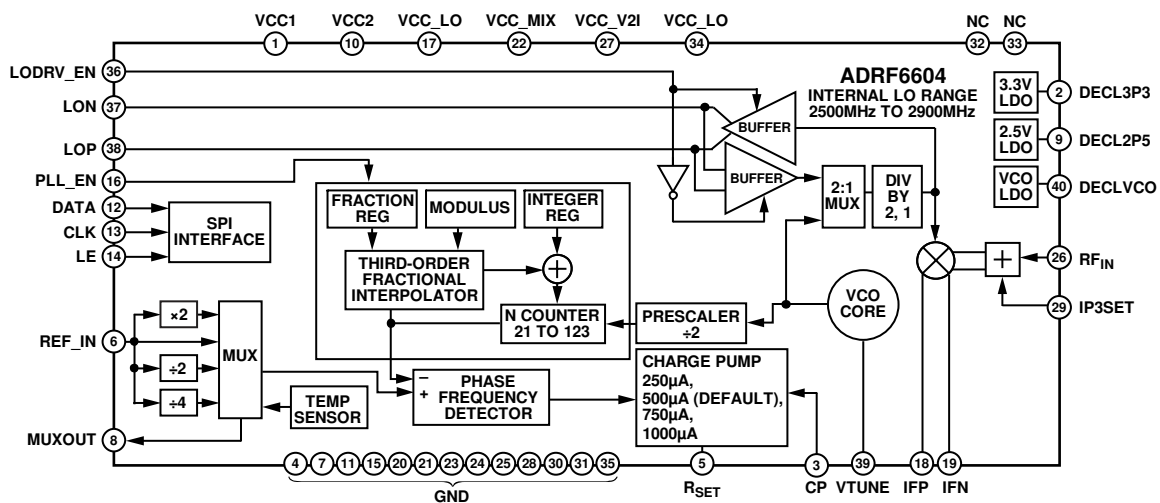 VCC1 VCC2 VCC_LO VCC_MIX VCC_V2I VCC_LO NC NC
1 10 17 22 27 34 32 33
LODRV_EN 36
LON 37
LOP 38
PLL_EN 16
DATA 12
CLK 13
LE 14
SPI
INTERFACE
REF_IN 6
MUXOUT 8
×2
÷2
÷4
MUX
TEMP
SENSOR
FRACTION
REG
MODULUS
INTEGER
REG
THIRD-ORDER
FRACTIONAL
INTERPOLATOR
+
N COUNTER
21 TO 123
−
+
PHASE
FREQUENCY
DETECTOR
PRESCALER
÷2
CHARGE PUMP
250µA,
500µA (DEFAULT),
750µA,
1000µA
BUFFER
BUFFER
ADRF6604
INTERNAL LO RANGE
2500MHz TO 2900MHz
2:1
MUX
DIV
BY
2, 1
VCO
CORE
+
3.3V
LDO
2 DECL3P3
2.5V
LDO
9 DECL2P5
VCO
LDO
40 DECLVCO
26 RFIN
29 IP3SET
4 7 11 15 20 21 23 24 25 28 30 31 35
GND
5 3 39 18 19
RSET CP VTUNE IFP IFN